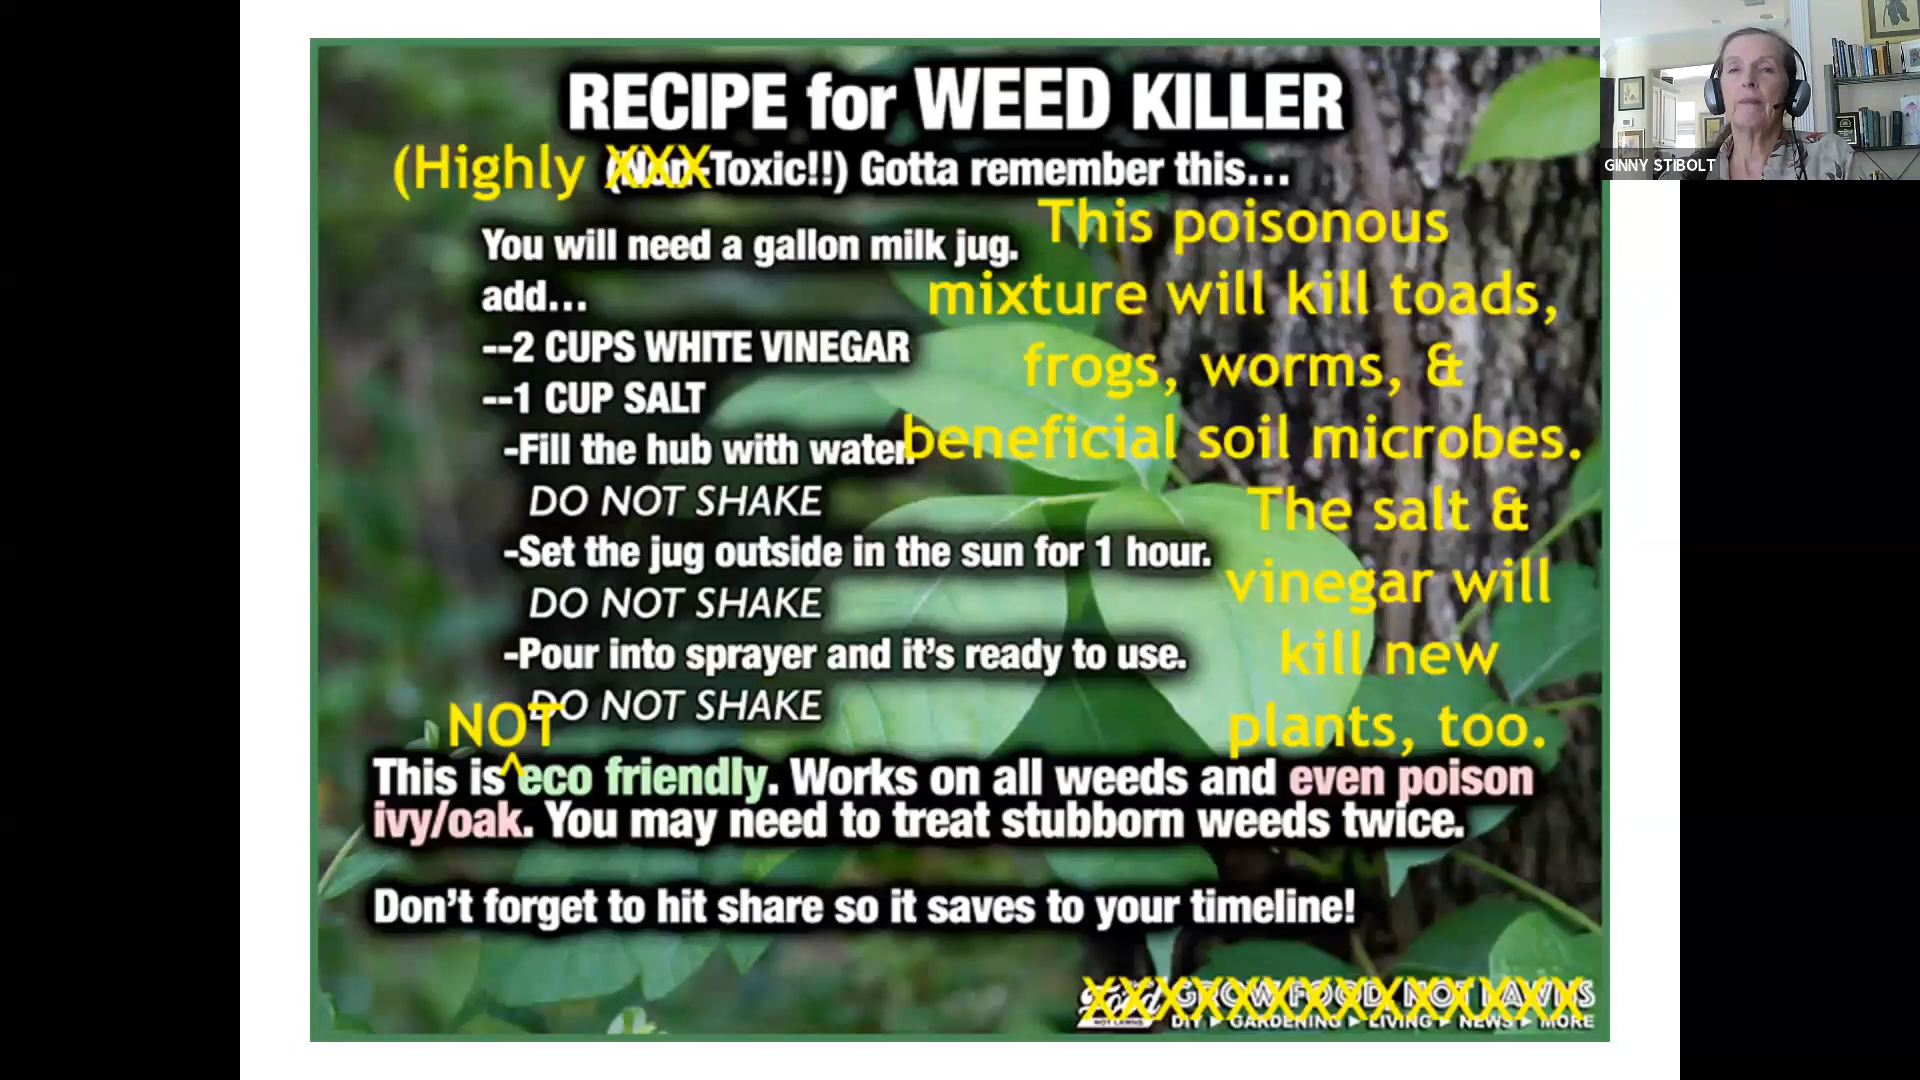 RECIPE for WEED KILLER
(Highly XXX (Non-Toxic!!) Gotta remember this...
You will need a gallon milk jug.
add...
--2 CUPS WHITE VINEGAR
--1 CUP SALT
-Fill the hub with water.
DO NOT SHAKE
-Set the jug outside in the sun for 1 hour.
DO NOT SHAKE
-Pour into sprayer and it's ready to use.
DO NOT SHAKE
This poisonous
mixture will kill toads,
frogs, worms, &
beneficial soil microbes.
The salt &
vinegar will
kill new
plants, too.
NOT
^
This is eco friendly. Works on all weeds and even poison
ivy/oak. You may need to treat stubborn weeds twice.
Don't forget to hit share so it saves to your timeline!
XXXXXXXXXXXXXX
Food GROW FOOD, NOT LAWNS
NOT LAWNS DIY ▸ GARDENING ▸ LIVING ▸ NEWS ▸ MORE
GINNY STIBOLT